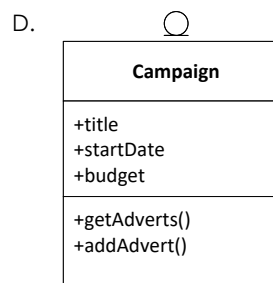 D.
Campaign
+title
+startDate
+budget
+getAdverts()
+addAdvert()